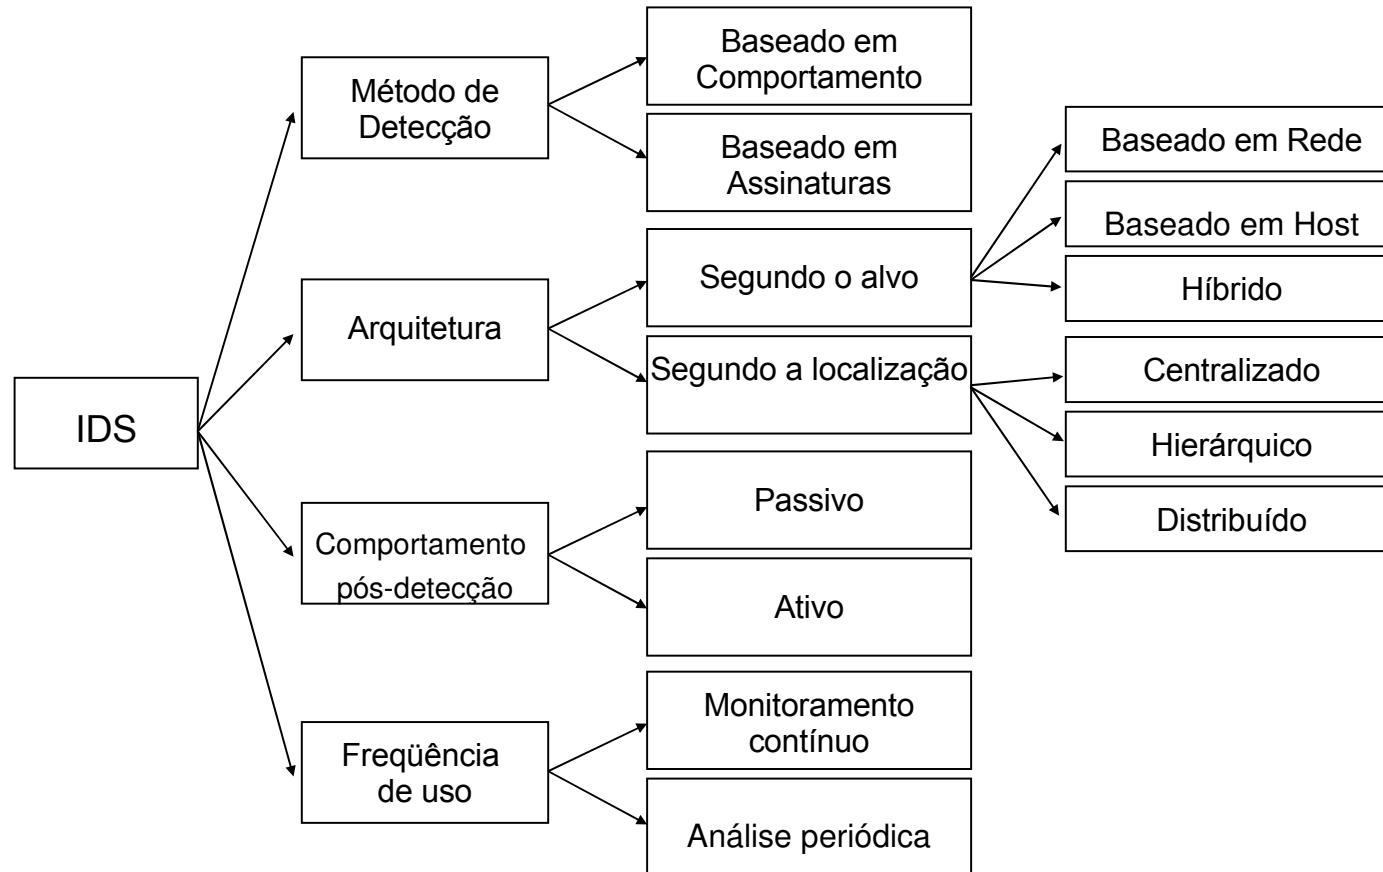 IDS
Método de
Detecção
Arquitetura
Comportamento
pós-detecção
Freqüência
de uso
Baseado em
Comportamento
Baseado em
Assinaturas
Segundo o alvo
Segundo a localização
Passivo
Ativo
Monitoramento
contínuo
Análise periódica
Baseado em Rede
Baseado em Host
Híbrido
Centralizado
Hierárquico
Distribuído